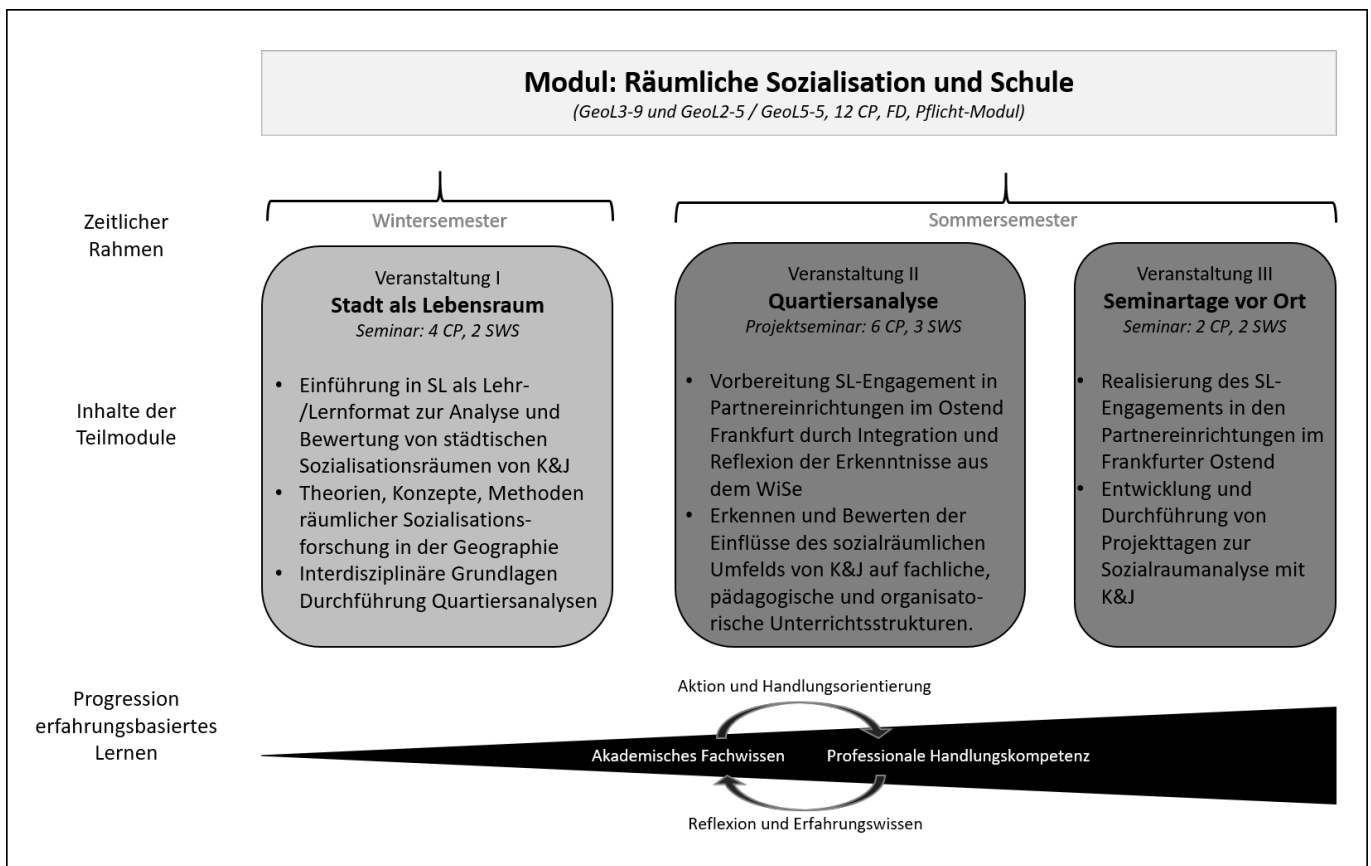 Modul: Räumliche Sozialisation und Schule
(GeoL3-9 und GeoL2-5 / GeoL5-5, 12 CP, FD, Pflicht-Modul)
Zeitlicher
Rahmen
Wintersemester
Sommersemester
Inhalte der
Teilmodule
Veranstaltung I
Stadt als Lebensraum
Seminar: 4 CP, 2 SWS
• Einführung in SL als Lehr-
/Lernformat zur Analyse und
Bewertung von städtischen
Sozialisationsräumen von K&J
• Theorien, Konzepte, Methoden
räumlicher Sozialisations-
forschung in der Geographie
• Interdisziplinäre Grundlagen
Durchführung Quartiersanalysen
Veranstaltung II
Quartiersanalyse
Projektseminar: 6 CP, 3 SWS
• Vorbereitung SL-Engagement in
Partnereinrichtungen im Ostend
Frankfurt durch Integration und
Reflexion der Erkenntnisse aus
dem WiSe
• Erkennen und Bewerten der
Einflüsse des sozialräumlichen
Umfelds von K&J auf fachliche,
pädagogische und organisato-
rische Unterrichtsstrukturen.
Veranstaltung III
Seminartage vor Ort
Seminar: 2 CP, 2 SWS
• Realisierung des SL-
Engagements in den
Partnereinrichtungen im
Frankfurter Ostend
• Entwicklung und
Durchführung von
Projekttagen zur
Sozialraumanalyse mit
K&J
Progression
erfahrungsbasiertes
Lernen
Aktion und Handlungsorientierung
Akademisches Fachwissen
Professionale Handlungskompetenz
Reflexion und Erfahrungswissen